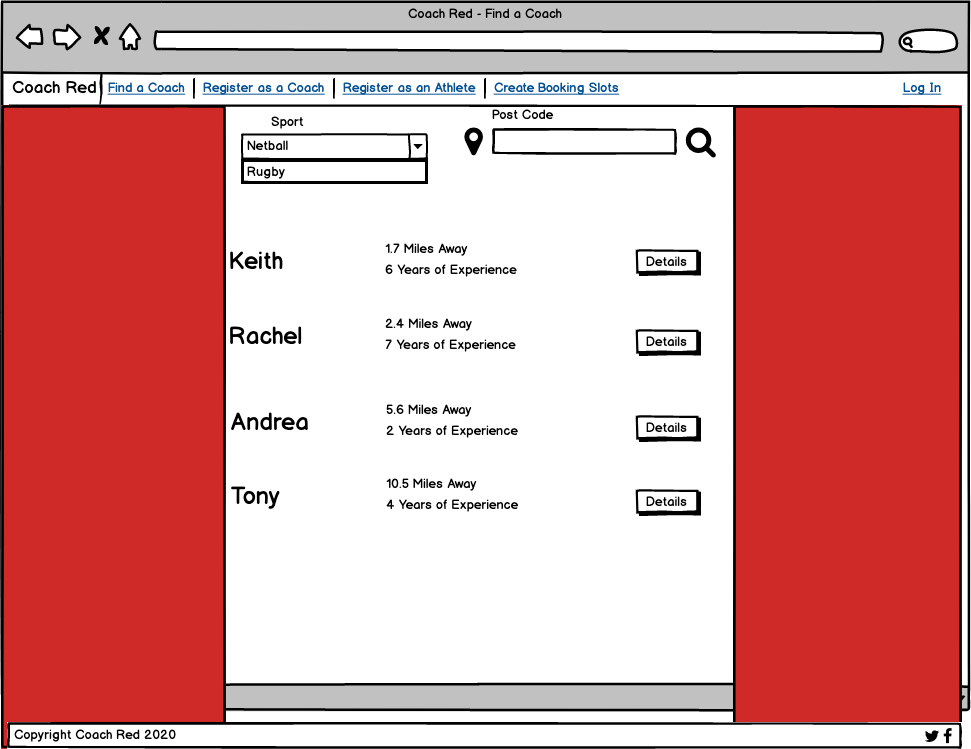 Coach Red - Find a Coach
Coach Red Find a Coach Register as a Coach Register as an Athlete Create Booking Slots Log In
Sport
Post Code
Netball
Rugby
Keith
1.7 Miles Away
6 Years of Experience
Details
Rachel
2.4 Miles Away
7 Years of Experience
Details
Andrea
5.6 Miles Away
2 Years of Experience
Details
Tony
10.5 Miles Away
4 Years of Experience
Details
Copyright Coach Red 2020